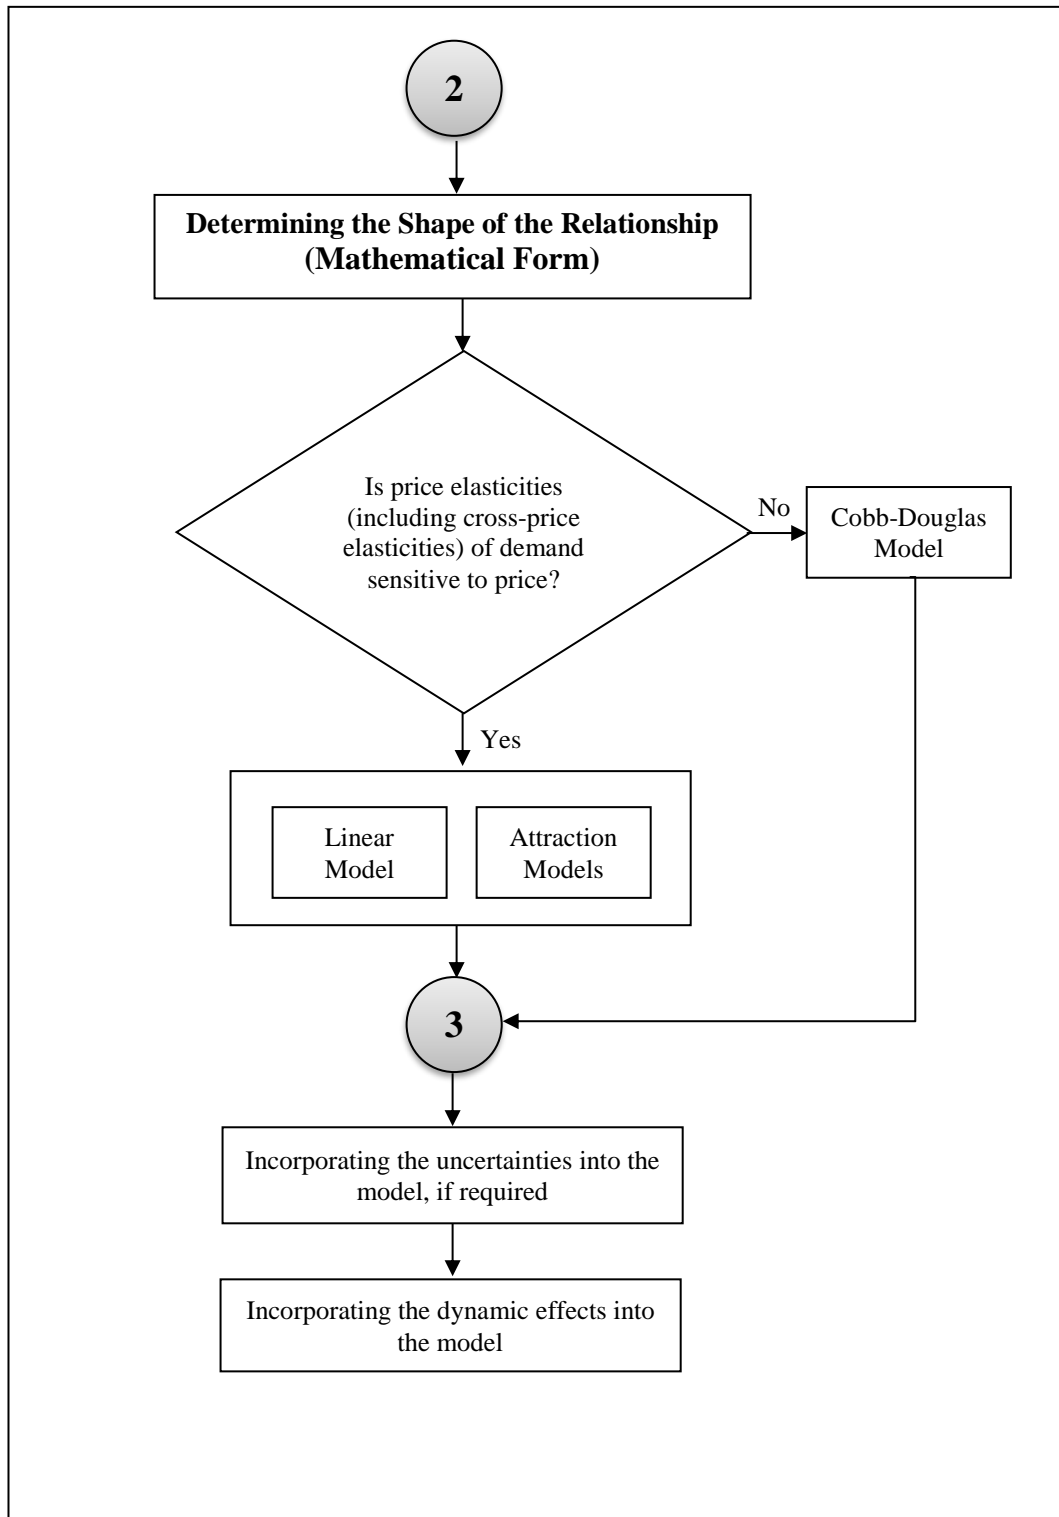 2
Determining the Shape of the Relationship
(Mathematical Form)
Is price elasticities
(including cross-price
elasticities) of demand
sensitive to price?
No
Cobb-Douglas
Model
Yes
Linear
Model
Attraction
Models
3
Incorporating the uncertainties into the
model, if required
Incorporating the dynamic effects into
the model